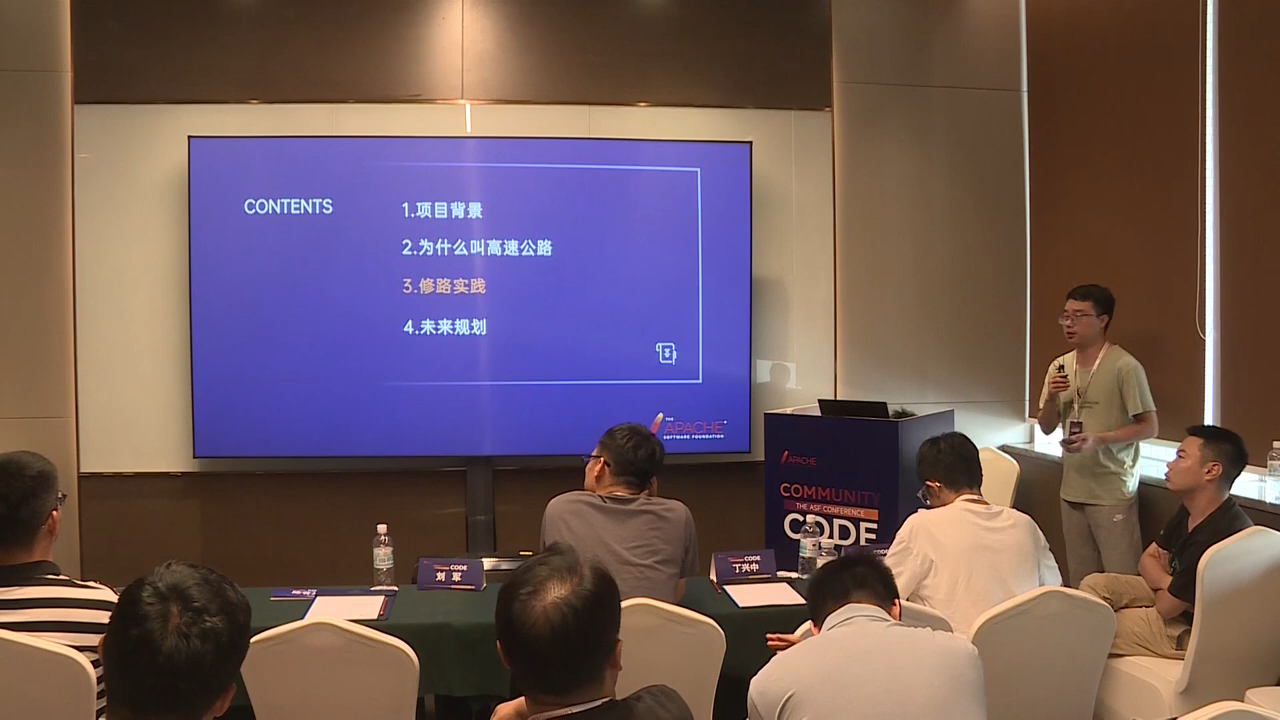 CONTENTS
1.项目背景
2.为什么叫高速公路
3.修路实践
4.未来规划
THE
APACHE
SOFTWARE FOUNDATION
APACHE
COMMUNITY
THE ASF CONFERENCE
CODE
CODE
刘 军
CODE
丁兴中